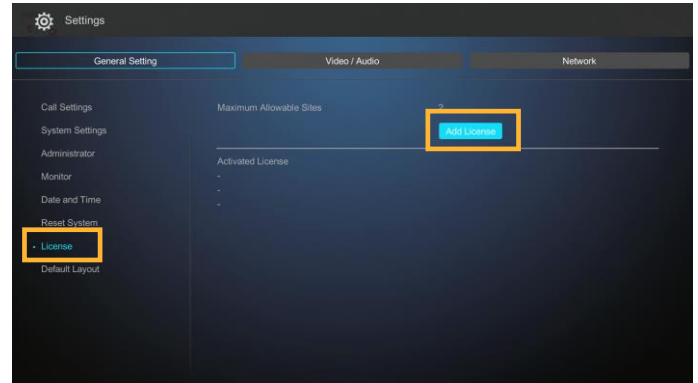 Settings
General Setting Video / Audio Network
Call Settings Maximum Allowable Sites 2
System Settings Add License
Administrator
Activated License
Monitor -
Date and Time -
-
Reset System
• License
Default Layout